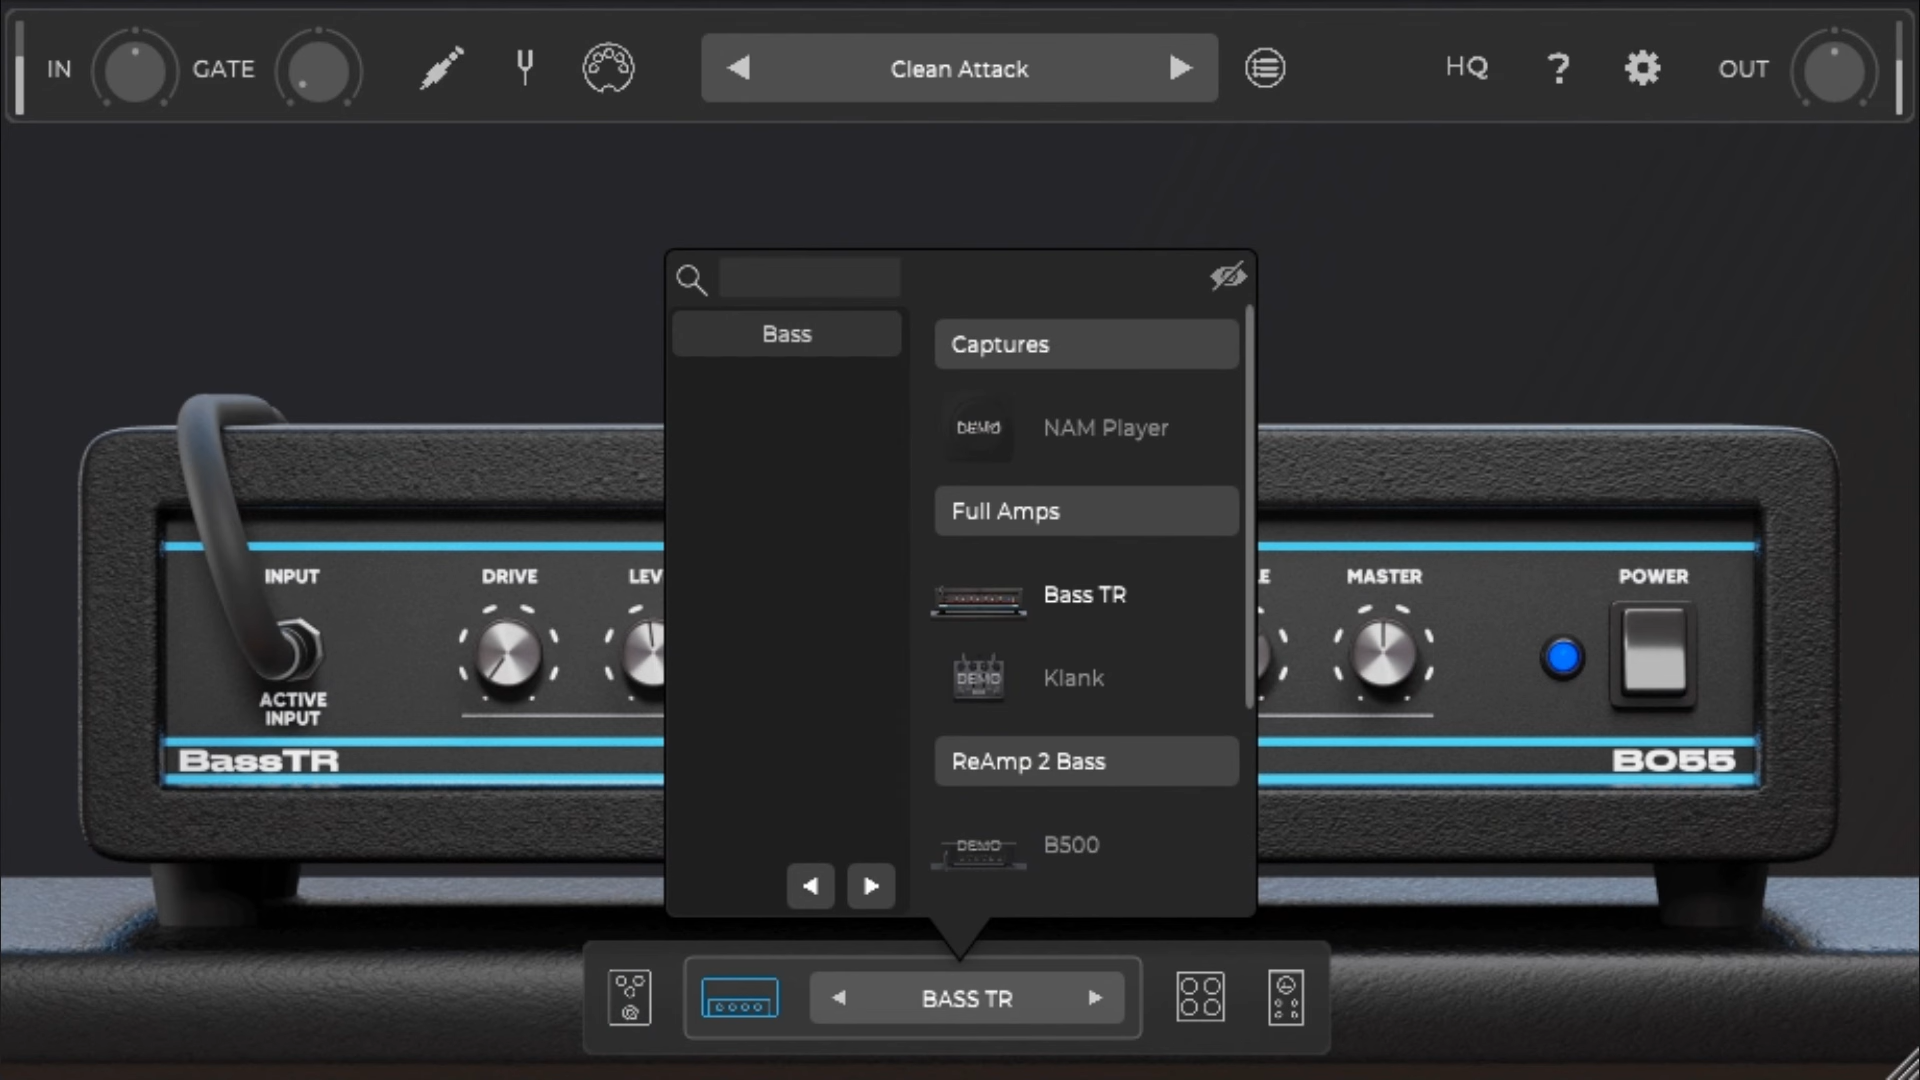 IN
GATE
Clean Attack
HQ
?
OUT
Bass
Captures
DEMO
NAM Player
Full Amps
Bass TR
DEMO
Klank
ReAmp 2 Bass
DEMO
B500
INPUT
DRIVE
LEV
E
MASTER
POWER
ACTIVE
INPUT
BassTR
BO55
BASS TR